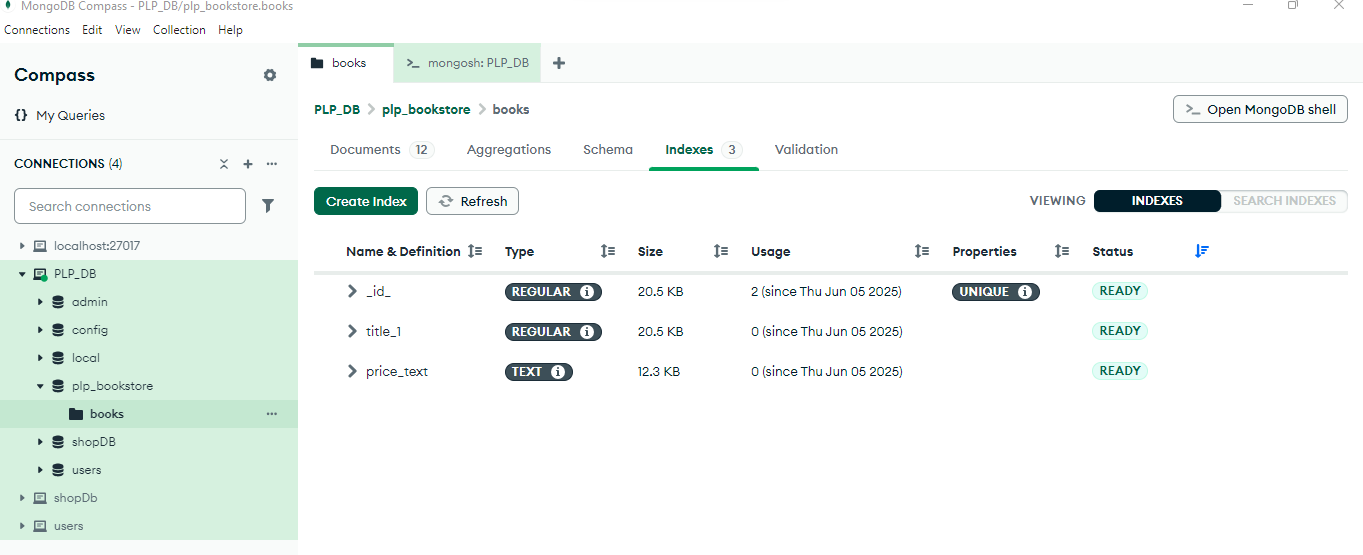 MongoDB Compass - PLP_DB/plp_bookstore.books
Connections Edit View Collection Help
Compass
{} My Queries
CONNECTIONS (4)
Search connections
localhost:27017
PLP_DB
admin
config
local
plp_bookstore
books
shopDB
users
shopDb
users
books
>_ mongosh: PLP_DB
PLP_DB > plp_bookstore > books
>_ Open MongoDB shell
Documents 12 Aggregations Schema Indexes 3 Validation
Create Index Refresh
VIEWING INDEXES SEARCH INDEXES
Name & Definition Type Size Usage Properties Status
_id_ REGULAR 20.5 KB 2 (since Thu Jun 05 2025) UNIQUE READY
title_1 REGULAR 20.5 KB 0 (since Thu Jun 05 2025) READY
price_text TEXT 12.3 KB 0 (since Thu Jun 05 2025) READY